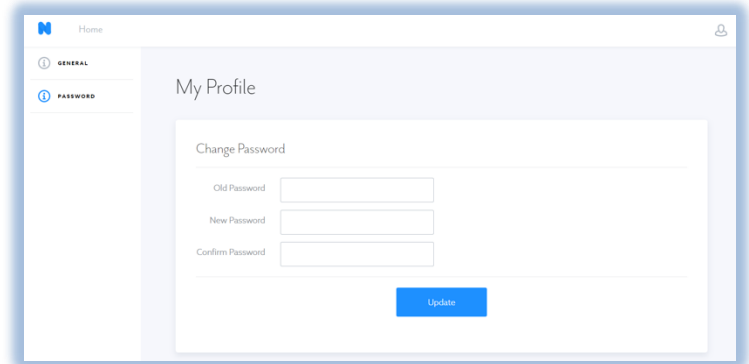 N Home
GENERAL
PASSWORD
My Profile
Change Password
Old Password
New Password
Confirm Password
Update